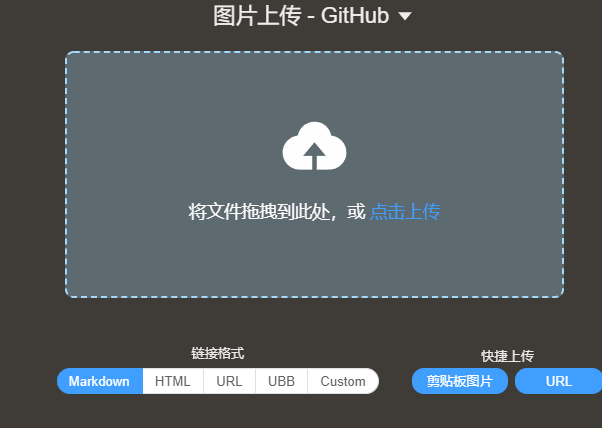 图片上传 - GitHub
将文件拖拽到此处，或 点击上传
链接格式
快捷上传
Markdown HTML URL UBB Custom
剪贴板图片 URL